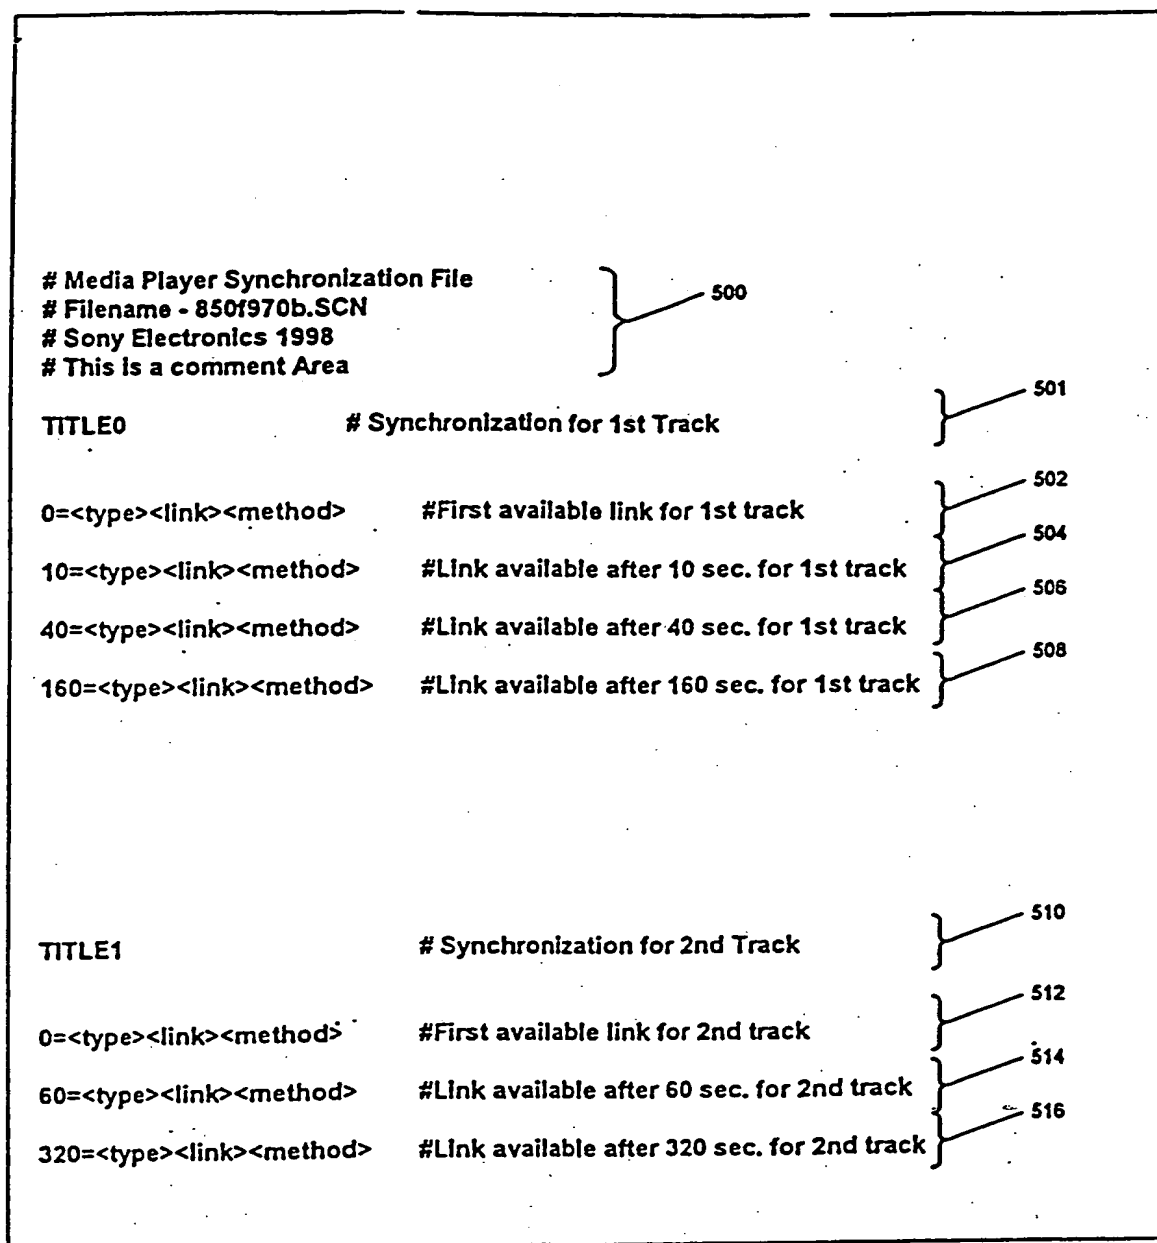 # Media Player Synchronization File
# Filename - 850f970b.SCN
# Sony Electronics 1998
# This is a comment Area
500
TITLE0 # Synchronization for 1st Track 501
0=<type><link><method> #First available link for 1st track 502
10=<type><link><method> #Link available after 10 sec. for 1st track 504
40=<type><link><method> #Link available after 40 sec. for 1st track 506
160=<type><link><method> #Link available after 160 sec. for 1st track 508
TITLE1 # Synchronization for 2nd Track 510
0=<type><link><method> #First available link for 2nd track 512
60=<type><link><method> #Link available after 60 sec. for 2nd track 514
320=<type><link><method> #Link available after 320 sec. for 2nd track 516